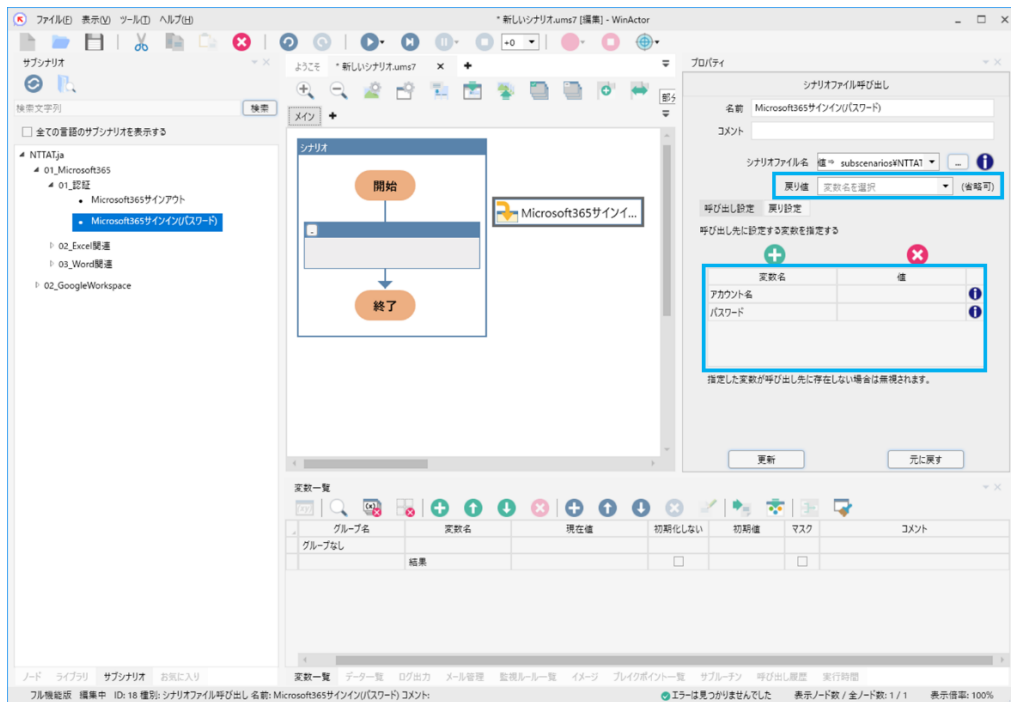 * 新しいシナリオ.ums7 [編集] - WinActor
ファイル(F) 表示(V) ツール(T) ヘルプ(H)
+0
サブシナリオ
検索文字列
検索
全ての言語のサブシナリオを表示する
NTTAT.ja
01_Microsoft365
01_認証
Microsoft365サインアウト
Microsoft365サインイン(パスワード)
02_Excel関連
03_Word関連
02_GoogleWorkspace
ノード ライブラリ サブシナリオ お気に入り
ようこそ * 新しいシナリオ.ums7
メイン
シナリオ
開始
終了
Microsoft365サインイ...
プロパティ
シナリオファイル呼び出し
名前 Microsoft365サインイン(パスワード)
コメント
シナリオファイル名 値⇒ subscenarios¥NTTAT ...
戻り値 変数名を選択 (省略可)
呼び出し設定 戻り設定
呼び出し先に設定する変数を指定する
変数名 値
アカウント名
パスワード
指定した変数が呼び出し先に存在しない場合は無視されます。
更新 元に戻す
変数一覧
グループ名 変数名 現在値 初期化しない 初期値 マスク コメント
グループなし
結果
変数一覧 データ一覧 ログ出力 メール管理 監視ルール一覧 イメージ ブレイクポイント一覧 サブルーチン 呼び出し履歴 実行時間
フル機能版 編集中 ID: 18 種別: シナリオファイル呼び出し 名前: Microsoft365サインイン(パスワード) コメント:
エラーは見つかりませんでした 表示ノード数 / 全ノード数: 1 / 1 表示倍率: 100%